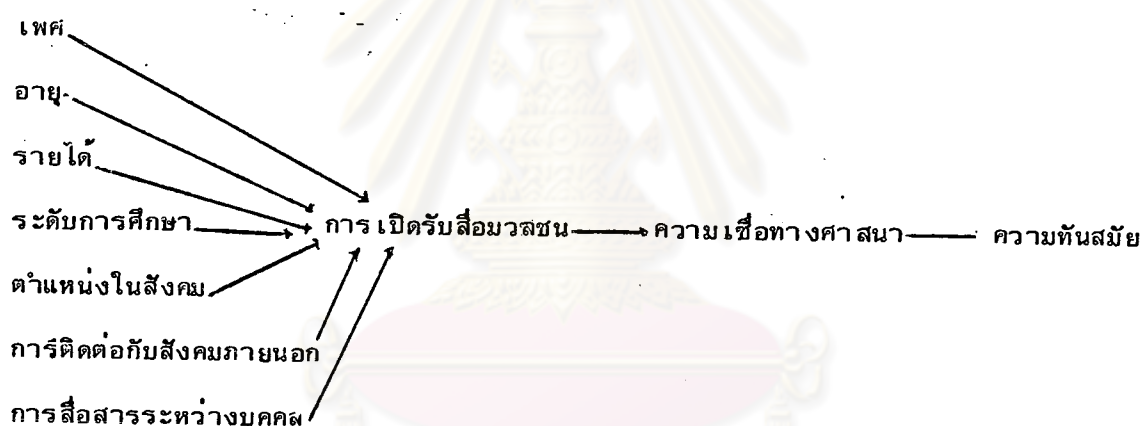 เพศ
อายุ
รายได้
ระดับการศึกษา การเปิดรับสื่อมวลชน ความเชื่อทางศาสนา ความทันสมัย
ตำแหน่งในสังคม
การติดต่อกับสังคมภายนอก
การสื่อสารระหว่างบุคคล